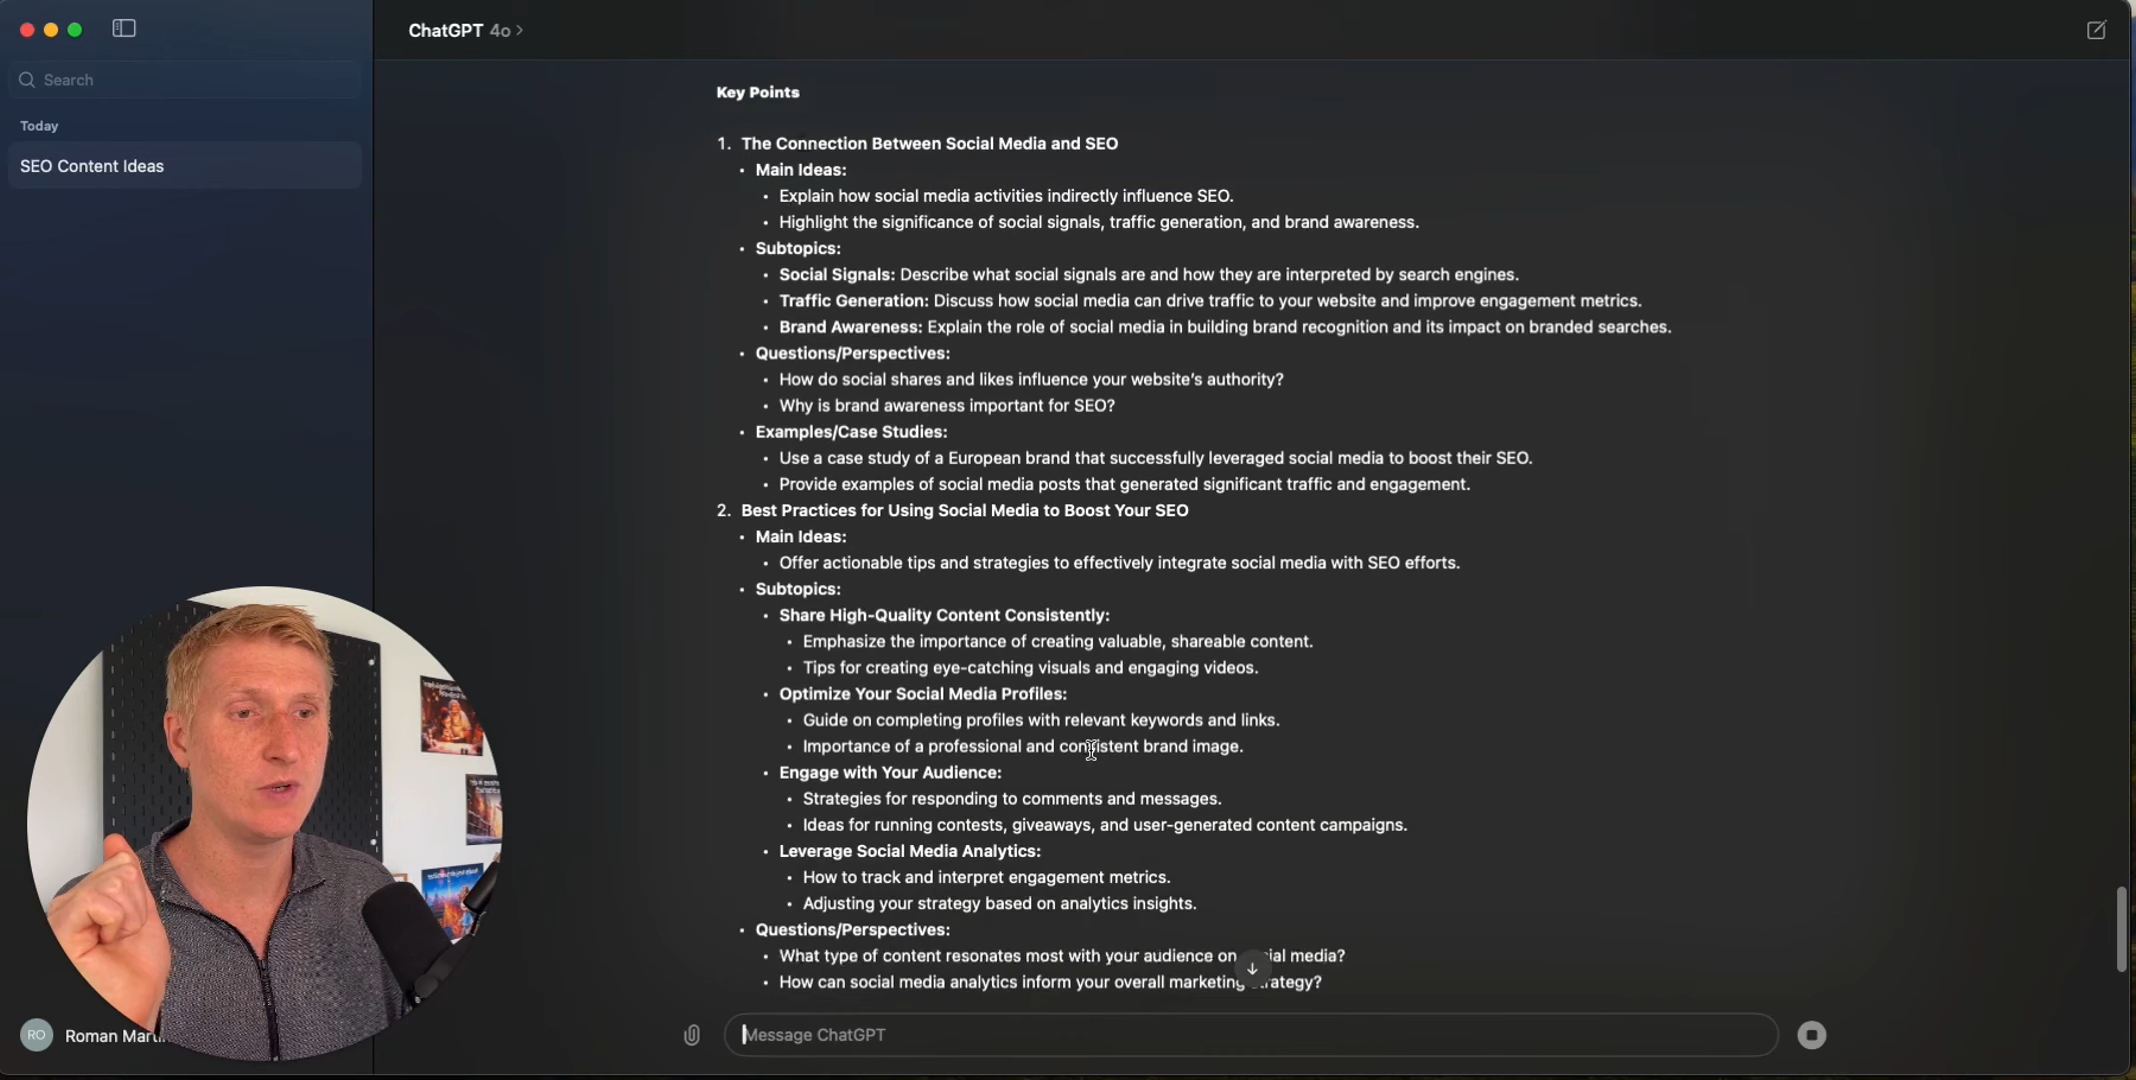 ChatGPT 4o >
Search
Today
SEO Content Ideas
Key Points
1. The Connection Between Social Media and SEO
• Main Ideas:
• Explain how social media activities indirectly influence SEO.
• Highlight the significance of social signals, traffic generation, and brand awareness.
• Subtopics:
• Social Signals: Describe what social signals are and how they are interpreted by search engines.
• Traffic Generation: Discuss how social media can drive traffic to your website and improve engagement metrics.
• Brand Awareness: Explain the role of social media in building brand recognition and its impact on branded searches.
• Questions/Perspectives:
• How do social shares and likes influence your website's authority?
• Why is brand awareness important for SEO?
• Examples/Case Studies:
• Use a case study of a European brand that successfully leveraged social media to boost their SEO.
• Provide examples of social media posts that generated significant traffic and engagement.
2. Best Practices for Using Social Media to Boost Your SEO
• Main Ideas:
• Offer actionable tips and strategies to effectively integrate social media with SEO efforts.
• Subtopics:
• Share High-Quality Content Consistently:
• Emphasize the importance of creating valuable, shareable content.
• Tips for creating eye-catching visuals and engaging videos.
• Optimize Your Social Media Profiles:
• Guide on completing profiles with relevant keywords and links.
• Importance of a professional and consistent brand image.
• Engage with Your Audience:
• Strategies for responding to comments and messages.
• Ideas for running contests, giveaways, and user-generated content campaigns.
• Leverage Social Media Analytics:
• How to track and interpret engagement metrics.
• Adjusting your strategy based on analytics insights.
• Questions/Perspectives:
• What type of content resonates most with your audience on social media?
• How can social media analytics inform your overall marketing strategy?
RO Roman
Message ChatGPT